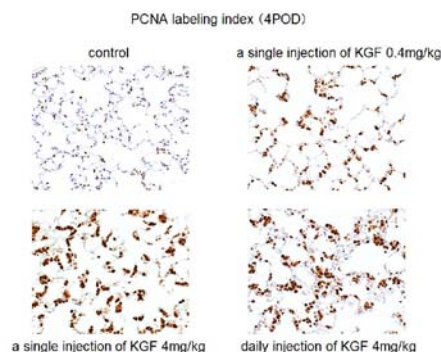 PCNA labeling index (4POD)
control
a single injection of KGF 0.4mg/kg
a single injection of KGF 4mg/kg
daily injection of KGF 4mg/kg